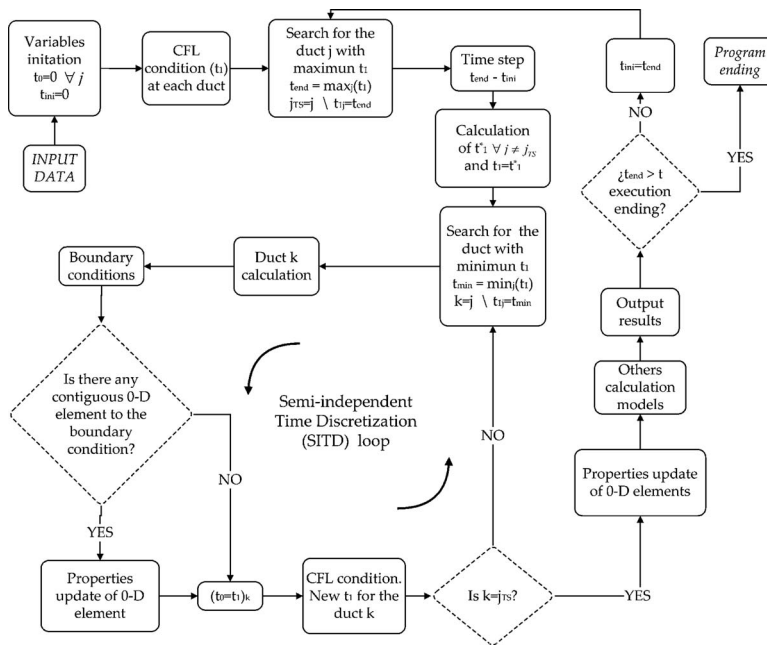 Variables
initation
t0=0 ∀ j
tini=0
INPUT
DATA
CFL
condition (t1)
at each duct
Search for the
duct j with
maximun t1
tend = maxj(t1)
jTS=j \ t1j=tend
Time step
tend - tini
Calculation
of t*1 ∀ j ≠ jTS
and t1=t*1
Search for the
duct with
minimun t1
tmin = minj(t1)
k=j \ t1j=tmin
Duct k
calculation
Boundary
conditions
Is there any
contiguous 0-D
element to the
boundary
condition?
NO
YES
Properties
update of 0-D
element
(t0=t1)k
CFL condition.
New t1 for the
duct k
Is k=jTS?
NO
YES
Semi-independent
Time Discretization
(SITD) loop
Properties update
of 0-D elements
Others
calculation
models
Output
results
¿tend > t
execution
ending?
NO
YES
tini=tend
Program
ending